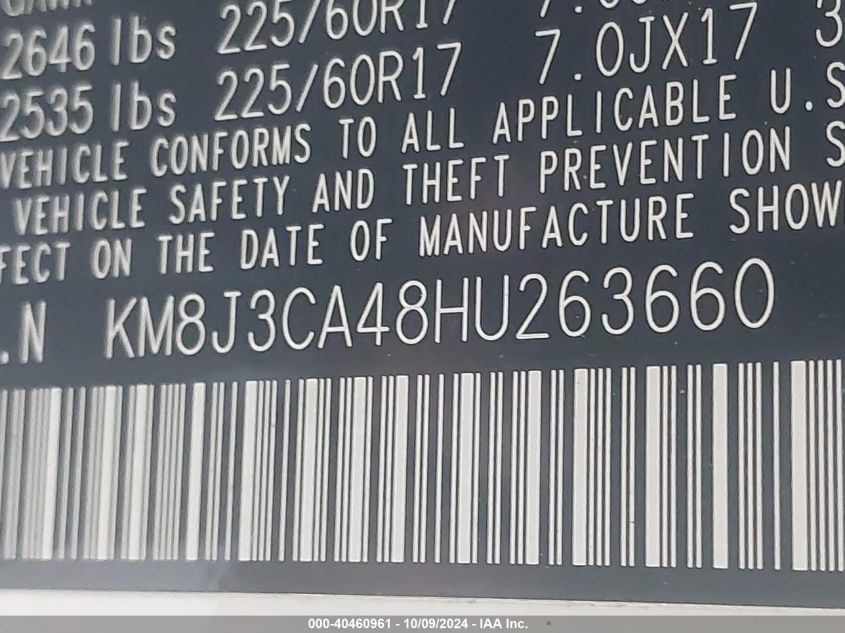 2646 lbs 225/60R17
2535 lbs 225/60R17 7.0JX17 3
VEHICLE CONFORMS TO ALL APPLICABLE U.S
VEHICLE SAFETY AND THEFT PREVENTION S
FECT ON THE DATE OF MANUFACTURE SHOW
.N KM8J3CA48HU263660
000-40460961 - 10/09/2024 - IAA Inc.